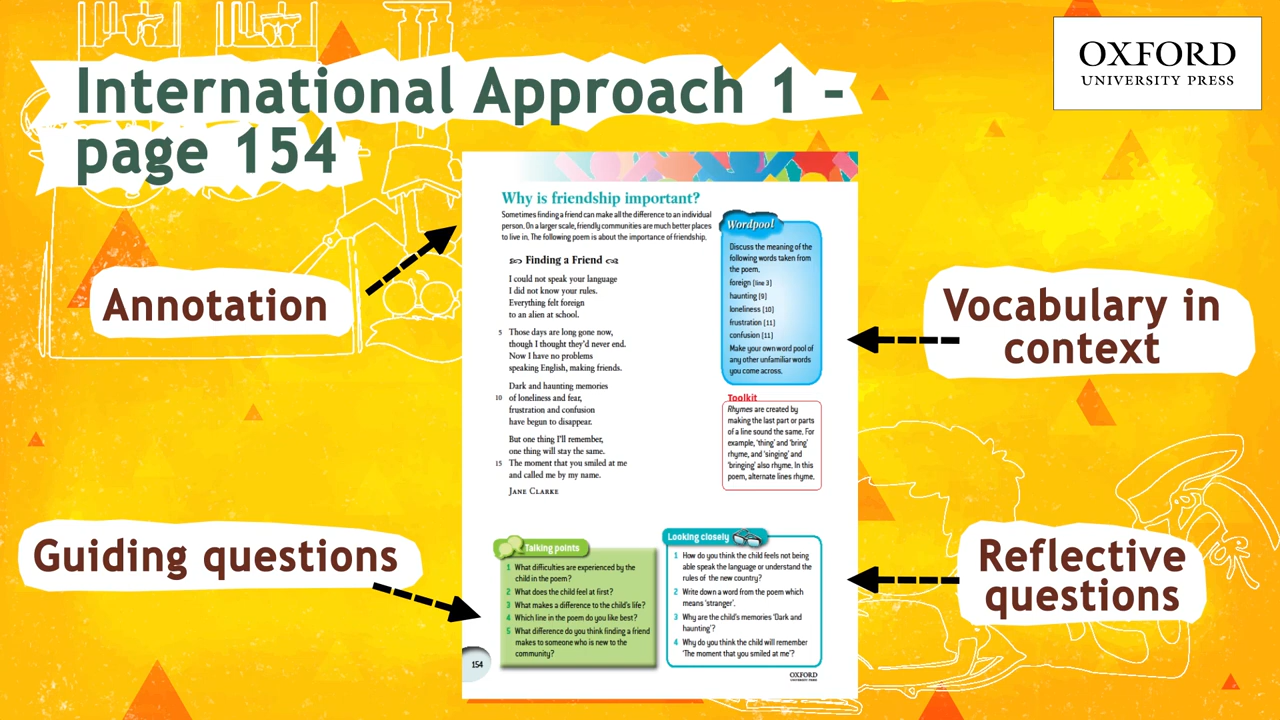 International Approach 1 -
page 154
OXFORD
UNIVERSITY PRESS
Annotation
Guiding questions
Vocabulary in
context
Reflective
questions
Why is friendship important?
Sometimes finding a friend can make all the difference to an individual
person. On a larger scale, friendly communities are much better places
to live in. The following poem is about the importance of friendship.
Finding a Friend
I could not speak your language
I did not know your rules.
Everything felt foreign
to an alien at school.
5 Those days are long gone now,
though I thought they'd never end.
Now I have no problems
speaking English, making friends.
Dark and haunting memories
10 of loneliness and fear,
frustration and confusion
have begun to disappear.
But one thing I'll remember,
one thing will stay the same.
15 The moment that you smiled at me
and called me by my name.
JANE CLARKE
Wordpool
Discuss the meaning of the
following words taken from
the poem.
foreign (line 3)
haunting (9)
loneliness (10)
frustration (11)
confusion (11)
Make your own word pool of
any other unfamiliar words
you come across.
Toolkit
Rhymes are created by
making the last part or parts
of a line sound the same. For
example, 'thing' and 'bring'
rhyme, and 'singing' and
'bringing' also rhyme. In this
poem, alternate lines rhyme.
Talking points
1 What difficulties are experienced by the
child in the poem?
2 What does the child feel at first?
3 What makes a difference to the child's life?
4 Which line in the poem do you like best?
5 What difference do you think finding a friend
makes to someone who is new to the
community?
Looking closely
1 How do you think the child feels not being
able speak the language or understand the
rules of the new country?
2 Write down a word from the poem which
means 'stranger'.
3 Why are the child's memories 'Dark and
haunting'?
4 Why do you think the child will remember
'The moment that you smiled at me'?
154
OXFORD
UNIVERSITY PRESS